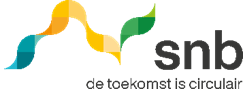 snb
de toekomst is circulair